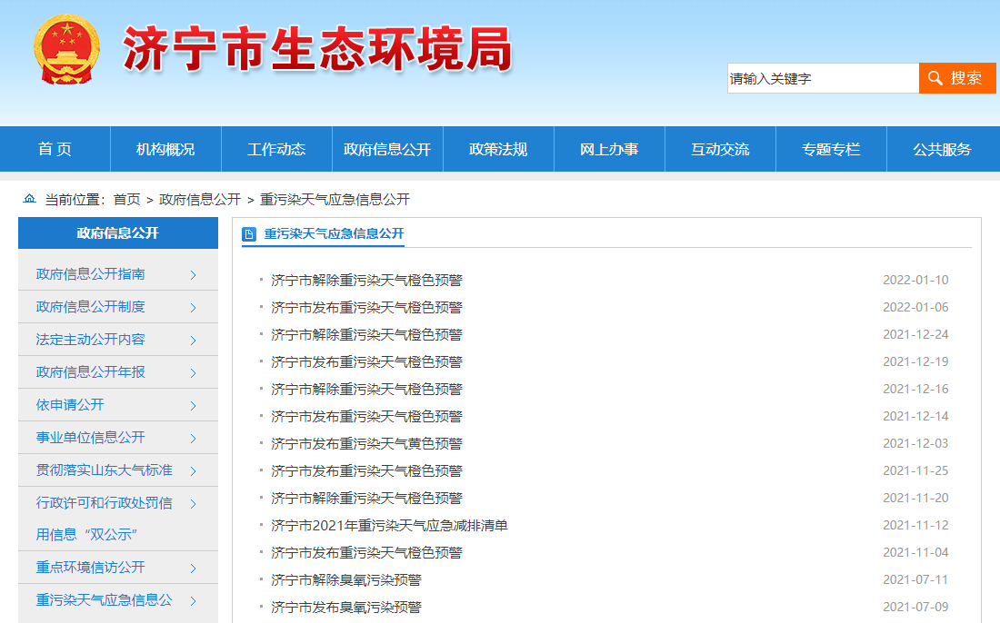 济宁市生态环境局
请输入关键字
搜索
首 页 机构概况 工作动态 政府信息公开 政策法规 网上办事 互动交流 专题专栏 公共服务
当前位置：首页 > 政府信息公开 > 重污染天气应急信息公开
政府信息公开
政府信息公开指南
政府信息公开制度
法定主动公开内容
政府信息公开年报
依申请公开
事业单位信息公开
贯彻落实山东大气标准
行政许可和行政处罚信
用信息“双公示”
重点环境信访公开
重污染天气应急信息公
重污染天气应急信息公开
济宁市解除重污染天气橙色预警 2022-01-10
济宁市发布重污染天气橙色预警 2022-01-06
济宁市解除重污染天气橙色预警 2021-12-24
济宁市发布重污染天气橙色预警 2021-12-19
济宁市解除重污染天气橙色预警 2021-12-16
济宁市发布重污染天气橙色预警 2021-12-14
济宁市发布重污染天气黄色预警 2021-12-03
济宁市发布重污染天气橙色预警 2021-11-25
济宁市解除重污染天气橙色预警 2021-11-20
济宁市2021年重污染天气应急减排清单 2021-11-12
济宁市发布重污染天气橙色预警 2021-11-04
济宁市解除臭氧污染预警 2021-07-11
济宁市发布臭氧污染预警 2021-07-09